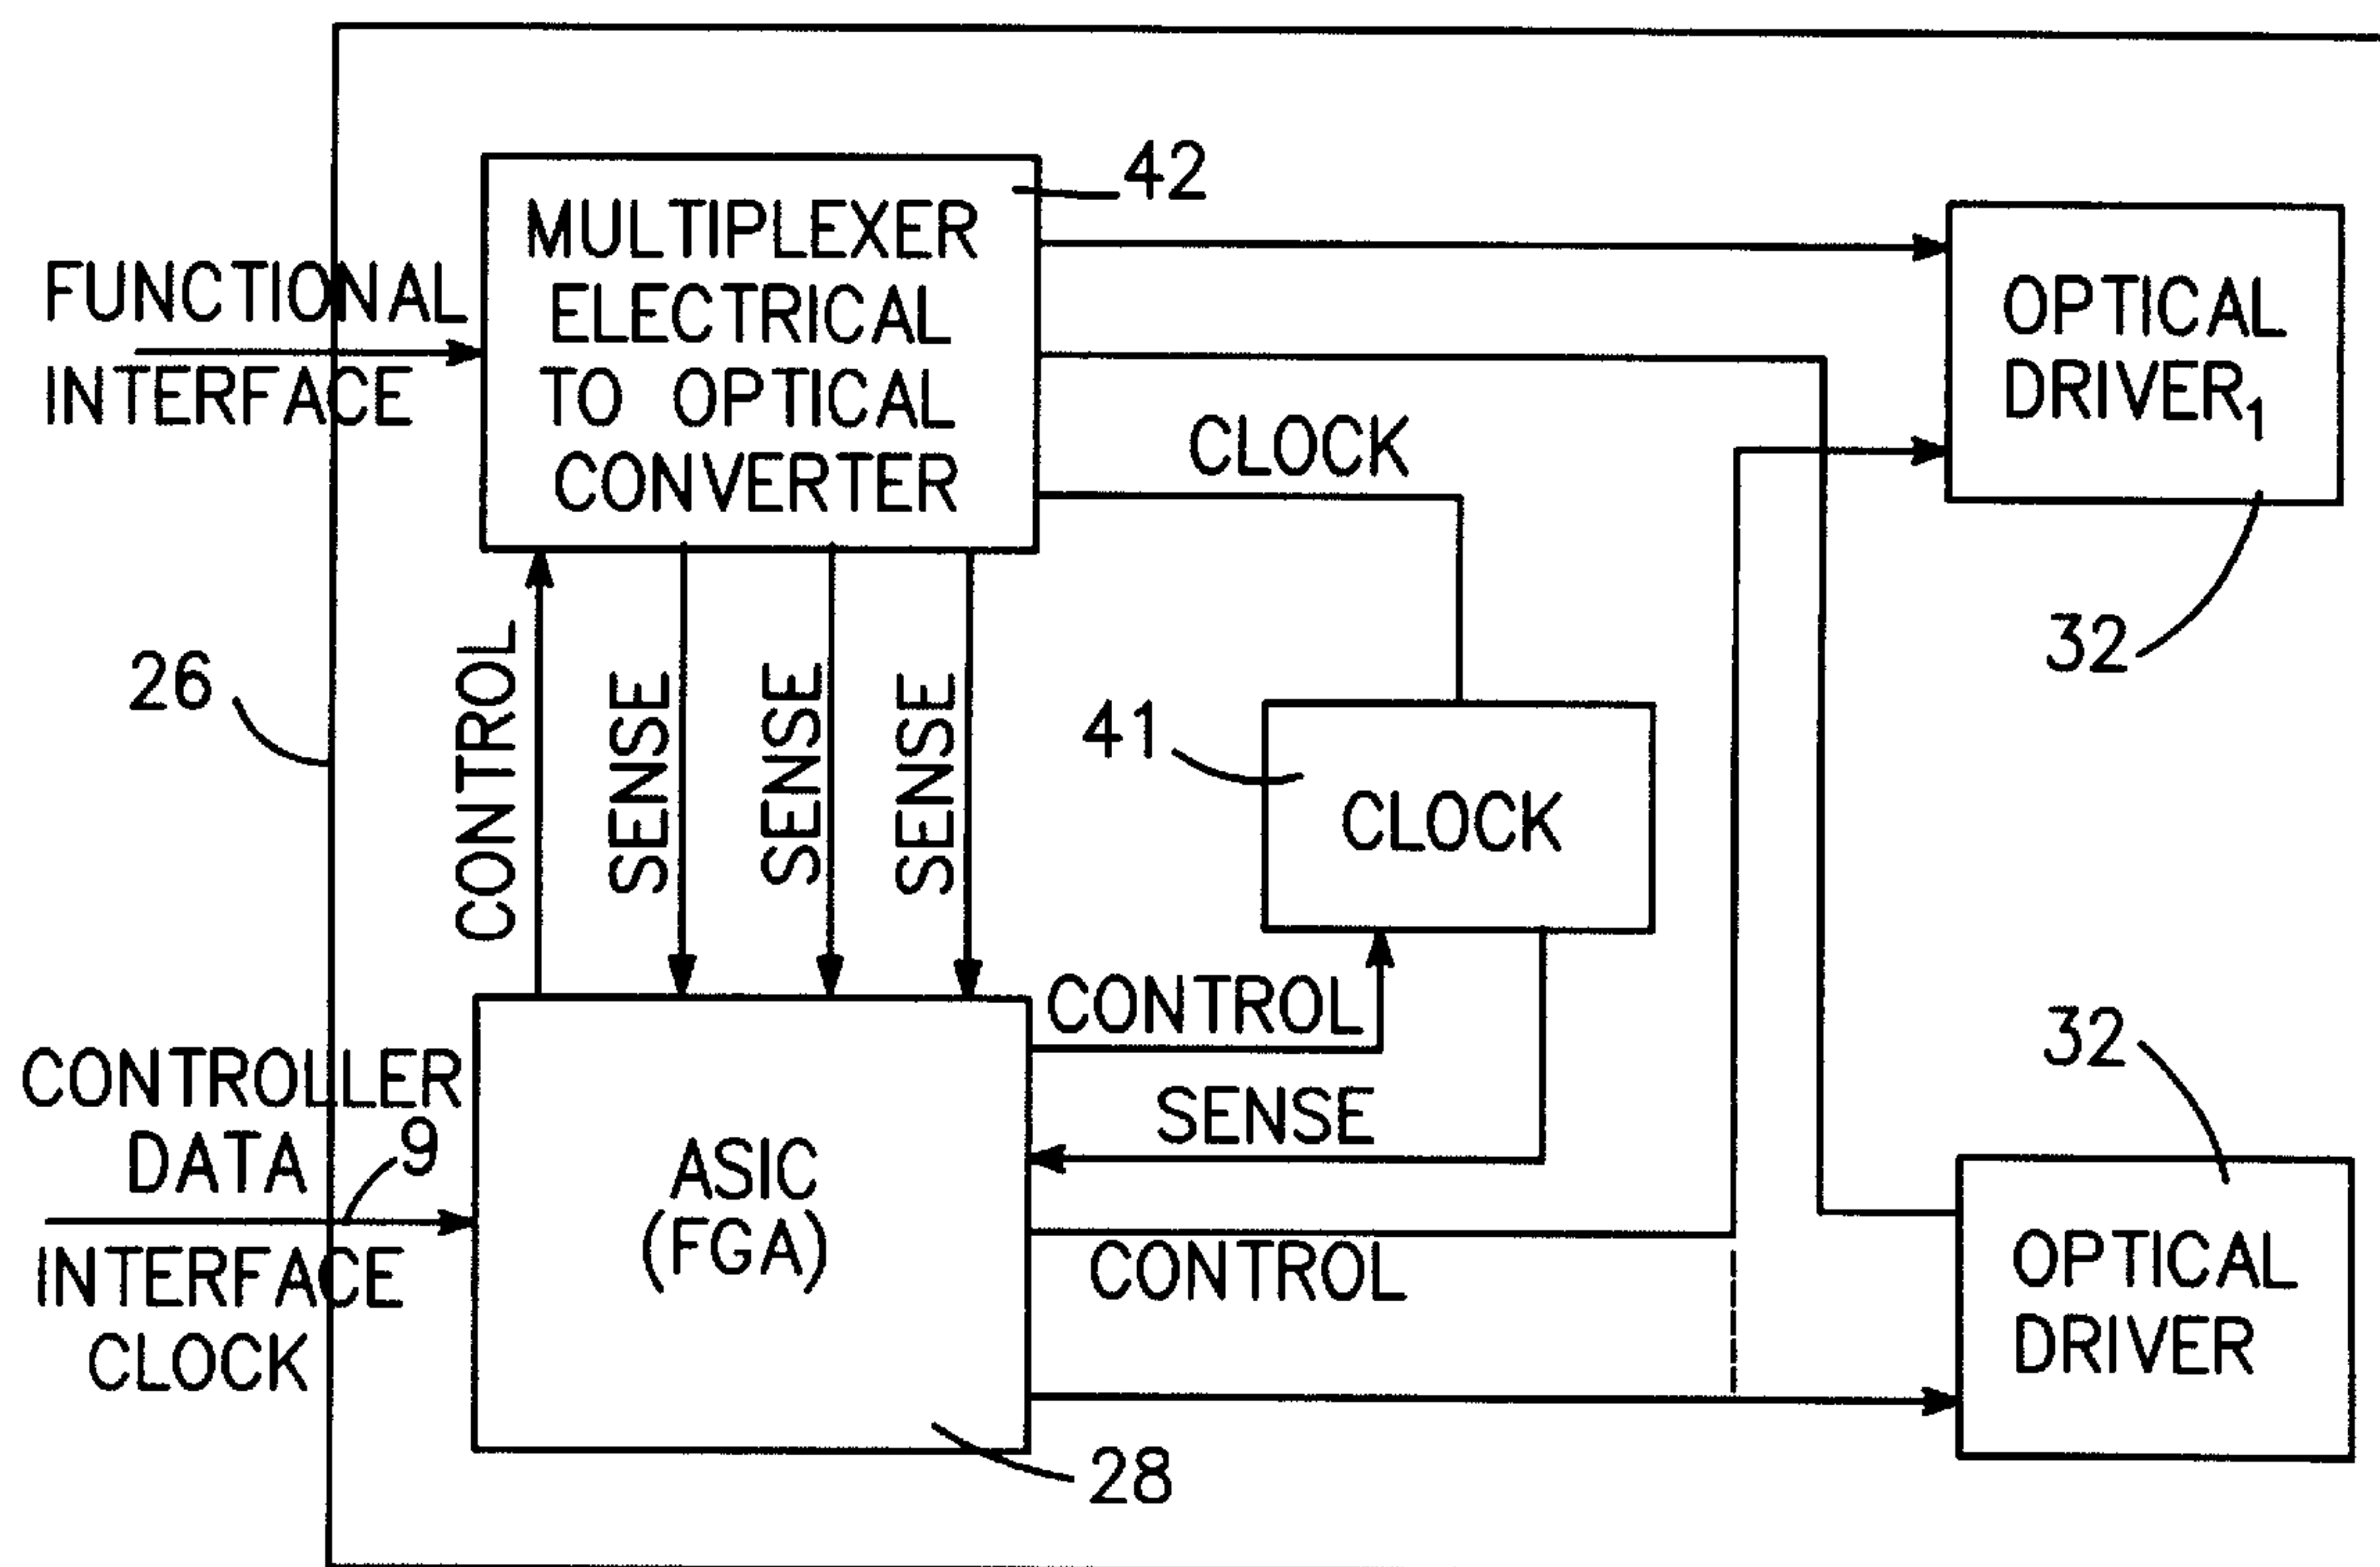 42
MULTIPLEXER
ELECTRICAL
TO OPTICAL
CONVERTER
FUNCTIONAL
INTERFACE
OPTICAL
DRIVER1
32
CLOCK
26
CONTROL
SENSE
SENSE
SENSE
41
CLOCK
CONTROL
SENSE
CONTROL
CONTROLLER
DATA
9
INTERFACE
CLOCK
ASIC
(FGA)
28
32
OPTICAL
DRIVER